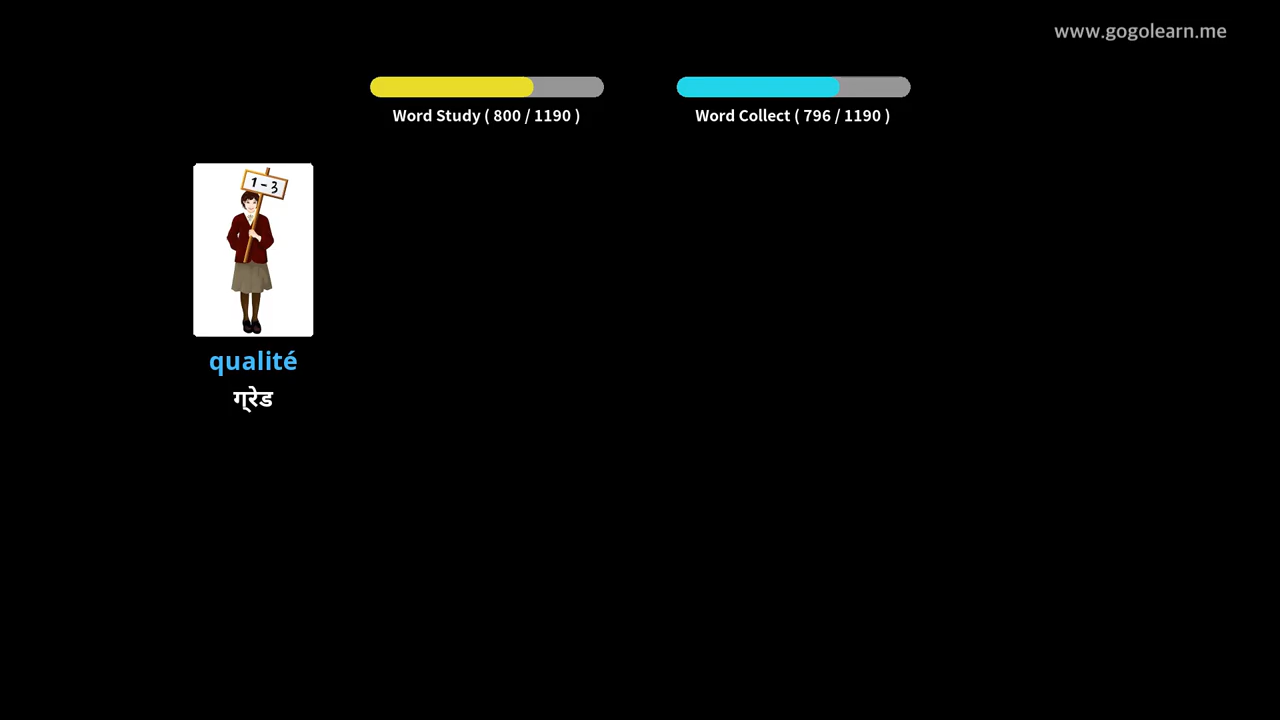 www.gogolearn.me
Word Study ( 800 / 1190 )
Word Collect ( 796 / 1190 )
1 - 3
qualité
ग्रेड